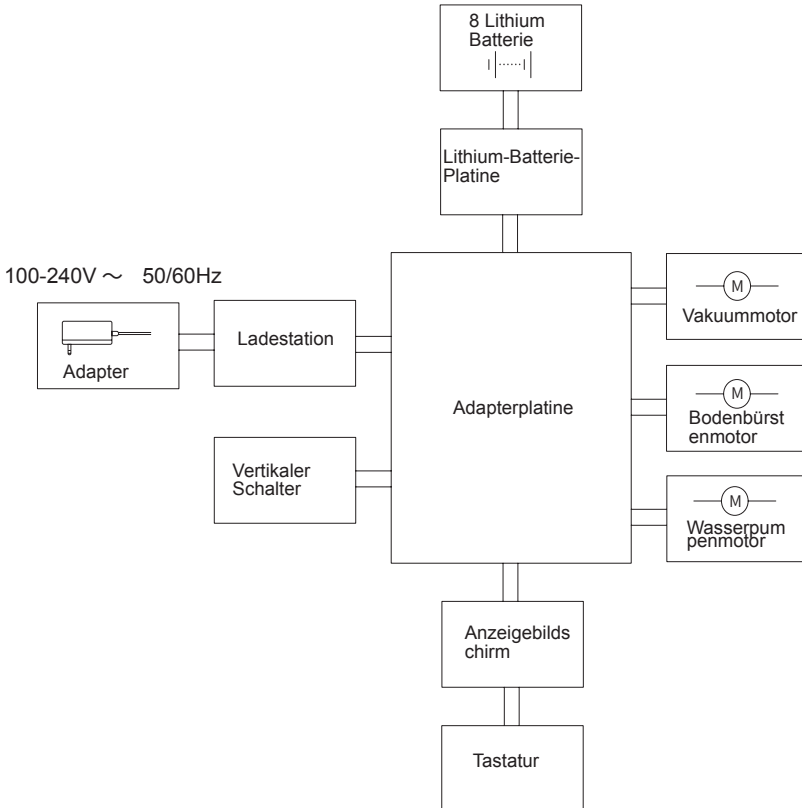 8 Lithium
Batterie
Lithium-Batterie-
Platine
100-240V ～ 50/60Hz
Adapter
Ladestation
Vertikaler
Schalter
Adapterplatine
M
Vakuummotor
M
Bodenbürst
enmotor
M
Wasserpum
penmotor
Anzeigebilds
chirm
Tastatur